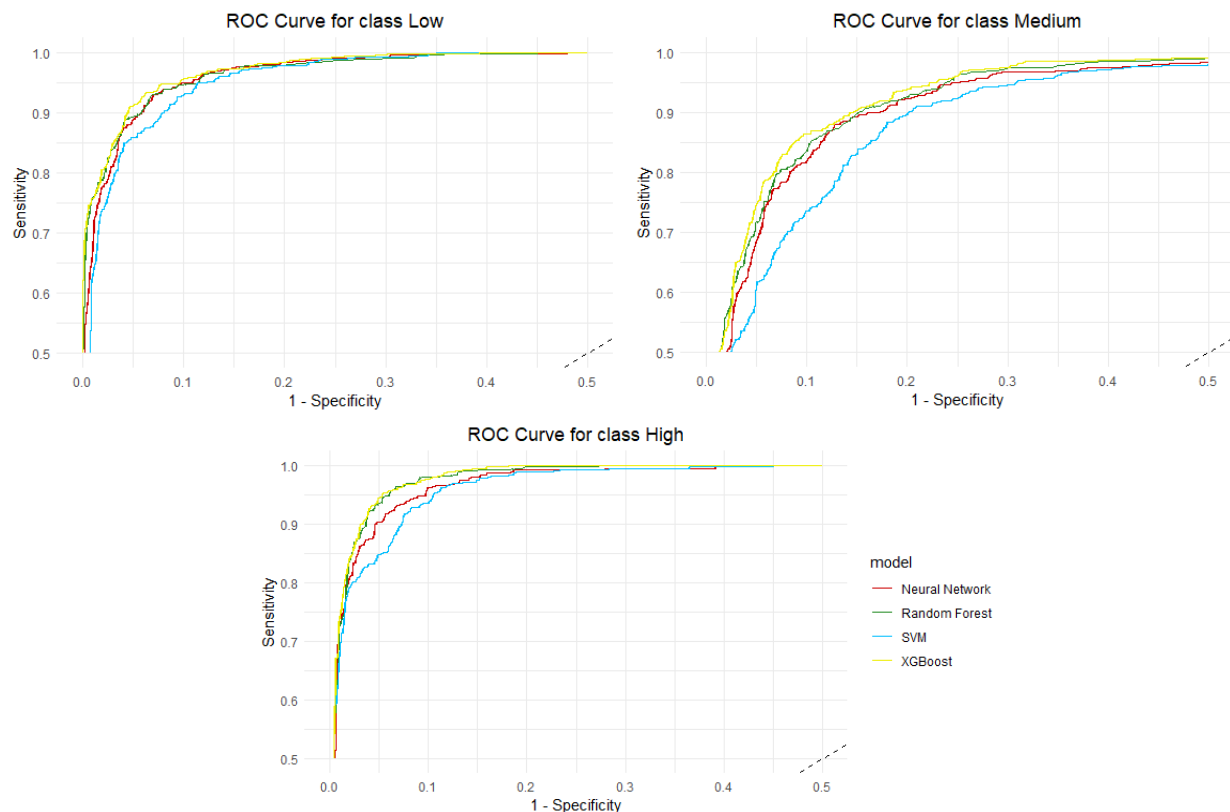 ROC Curve for class Low
1.0
0.9
0.8
0.7
0.6
0.5
Sensitivity
0.0 0.1 0.2 0.3 0.4 0.5
1 - Specificity
ROC Curve for class Medium
1.0
0.9
0.8
0.7
0.6
0.5
Sensitivity
0.0 0.1 0.2 0.3 0.4 0.5
1 - Specificity
ROC Curve for class High
1.0
0.9
0.8
0.7
0.6
0.5
Sensitivity
0.0 0.1 0.2 0.3 0.4 0.5
1 - Specificity
model
Neural Network
Random Forest
SVM
XGBoost